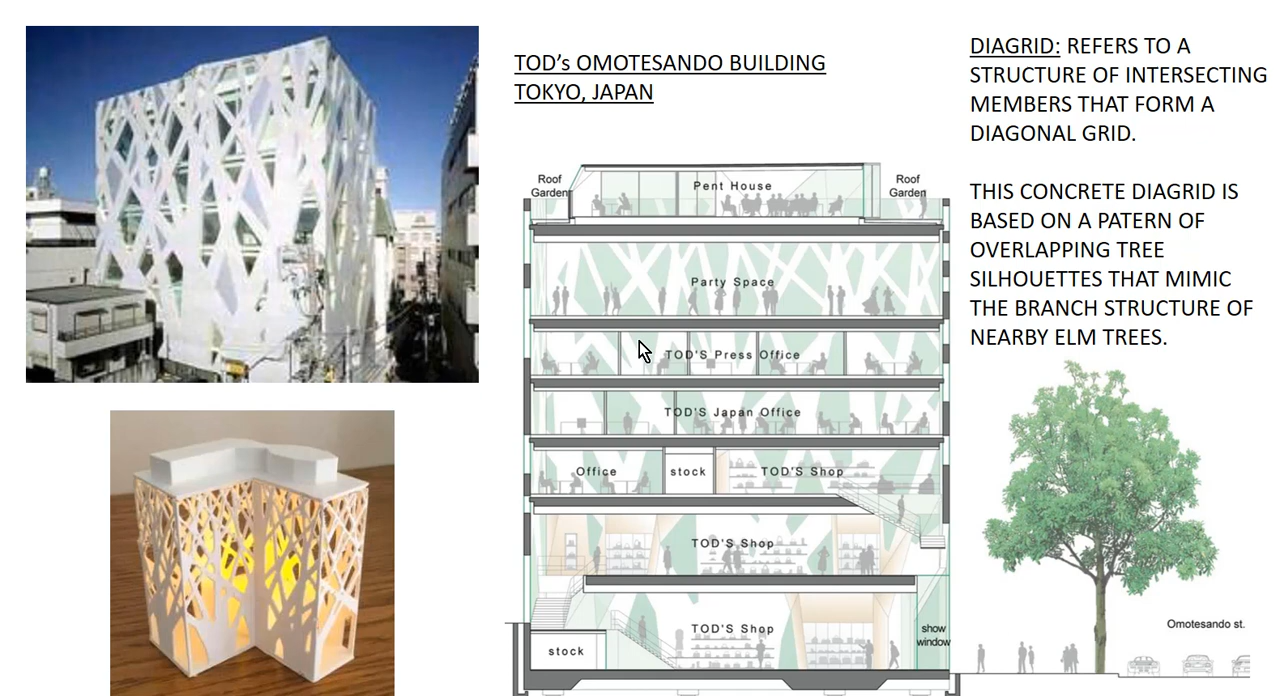 TOD's OMOTESANDO BUILDING
TOKYO, JAPAN
DIAGRID: REFERS TO A
STRUCTURE OF INTERSECTING
MEMBERS THAT FORM A
DIAGONAL GRID.
THIS CONCRETE DIAGRID IS
BASED ON A PATERN OF
OVERLAPPING TREE
SILHOUETTES THAT MIMIC
THE BRANCH STRUCTURE OF
NEARBY ELM TREES.
Roof
Garden
Pent House
Roof
Garden
Party Space
TOD'S Press Office
TOD'S Japan Office
Office
stock
TOD'S Shop
TOD'S Shop
TOD'S Shop
stock
show
window
Omotesando st.